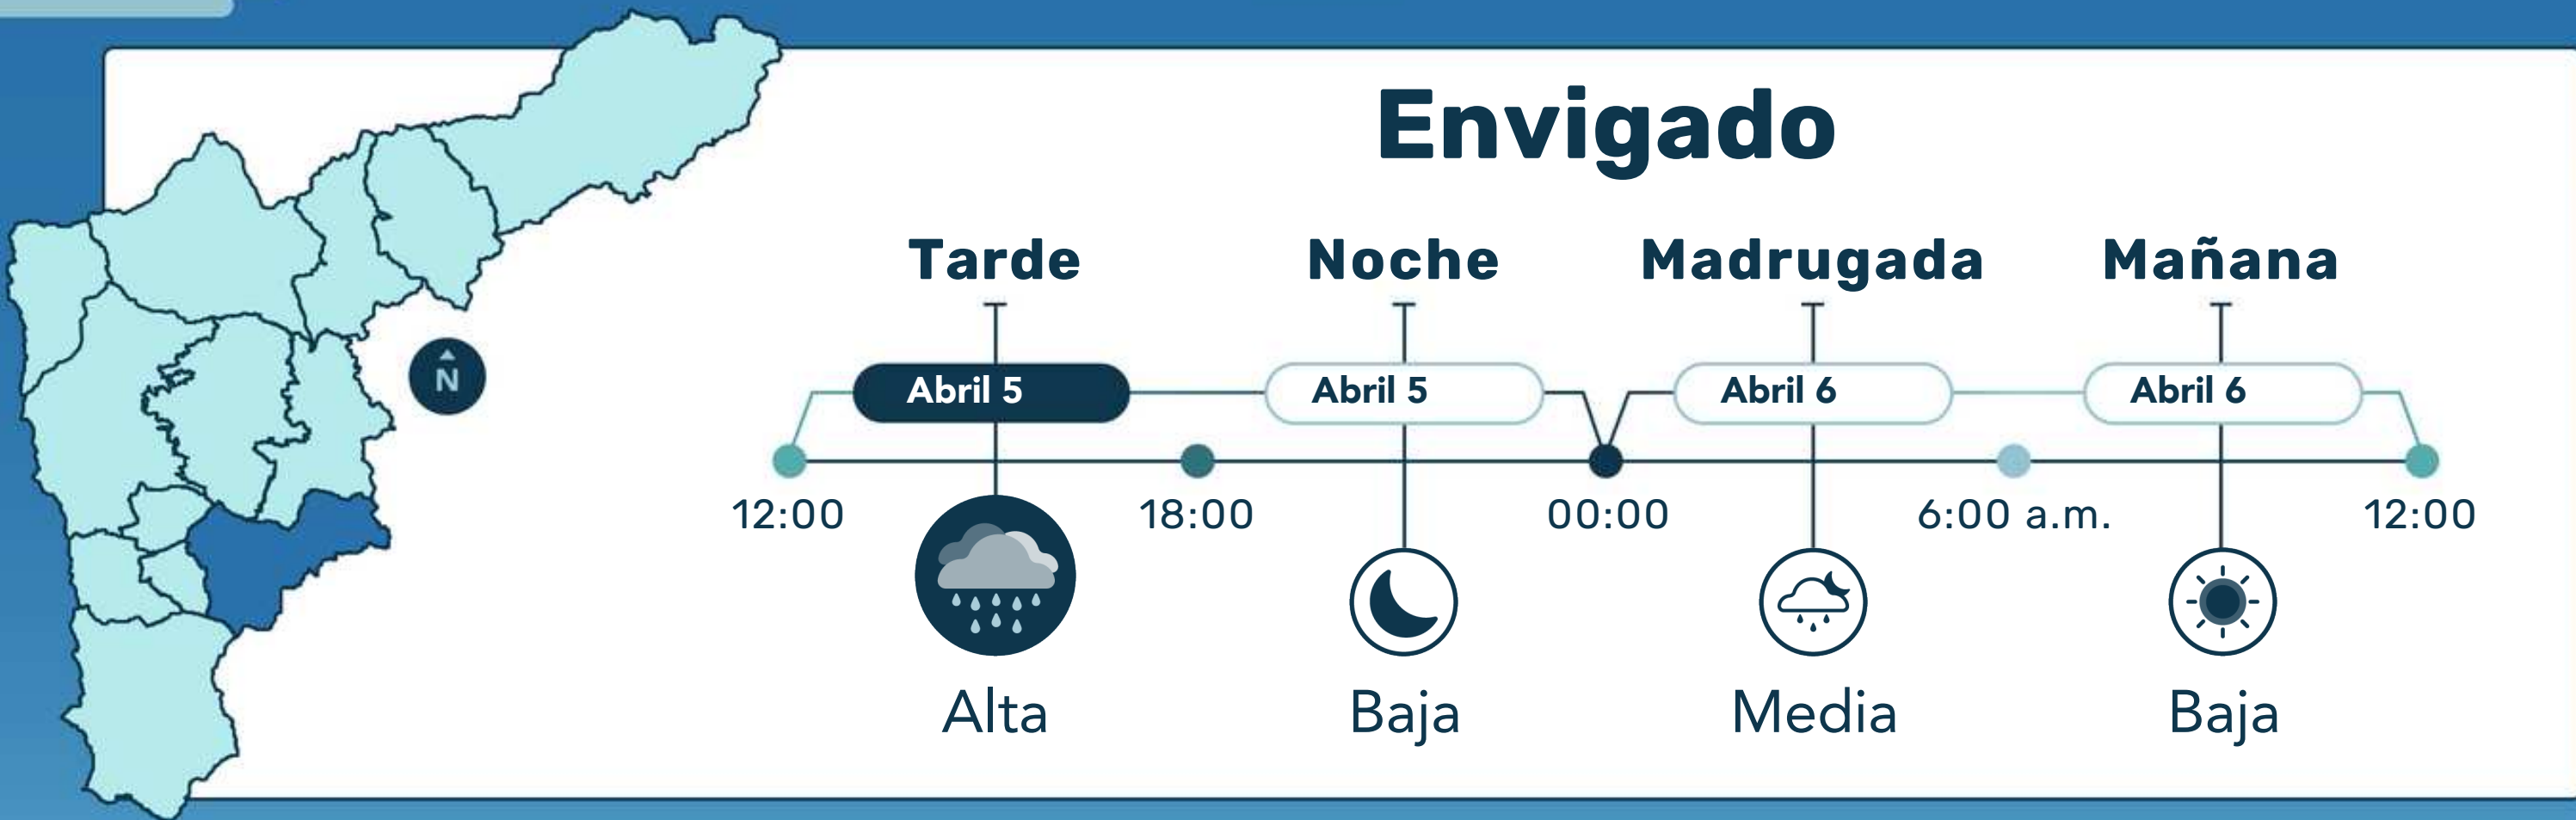 Envigado
Tarde Noche Madrugada Mañana
Abril 5 Abril 5 Abril 6 Abril 6
N
12:00 18:00 00:00 6:00 a.m. 12:00
Alta Baja Media Baja